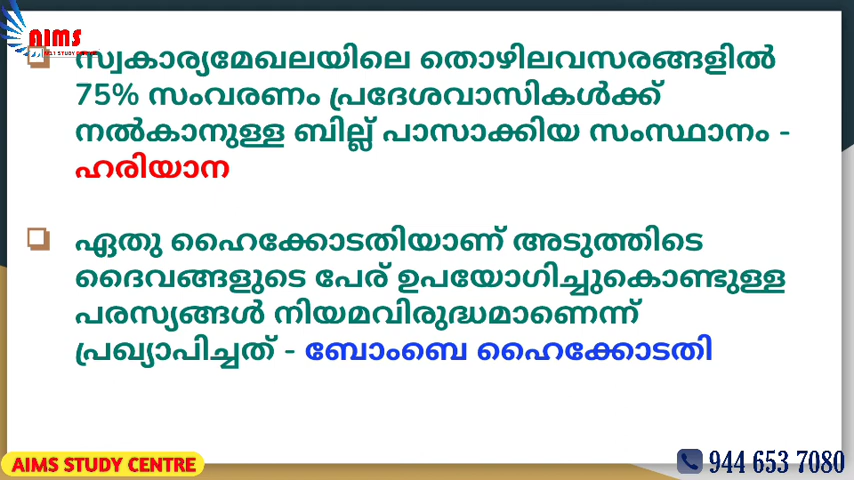 AIMS
സ്വകാര്യമേഖലയിലെ തൊഴിലവസരങ്ങളിൽ
75% സംവരണം പ്രദേശവാസികൾക്ക്
നൽകാനുള്ള ബില്ല് പാസാക്കിയ സംസ്ഥാനം -
ഹരിയാന
ഏതു ഹൈക്കോടതിയാണ് അടുത്തിടെ
ദൈവങ്ങളുടെ പേര് ഉപയോഗിച്ചുകൊണ്ടുള്ള
പരസ്യങ്ങൾ നിയമവിരുദ്ധമാണെന്ന്
പ്രഖ്യാപിച്ചത് - ബോംബെ ഹൈക്കോടതി
AIMS STUDY CENTRE
944 653 7080